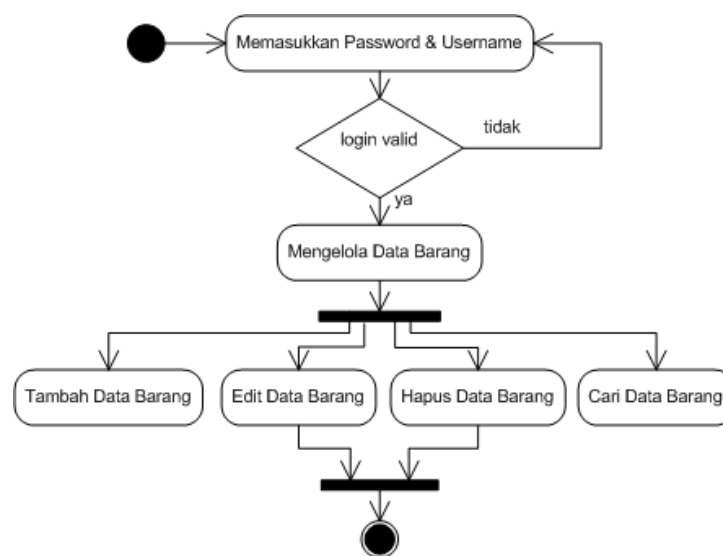 Memasukkan Password & Username
login valid
tidak
ya
Mengelola Data Barang
Tambah Data Barang
Edit Data Barang
Hapus Data Barang
Cari Data Barang